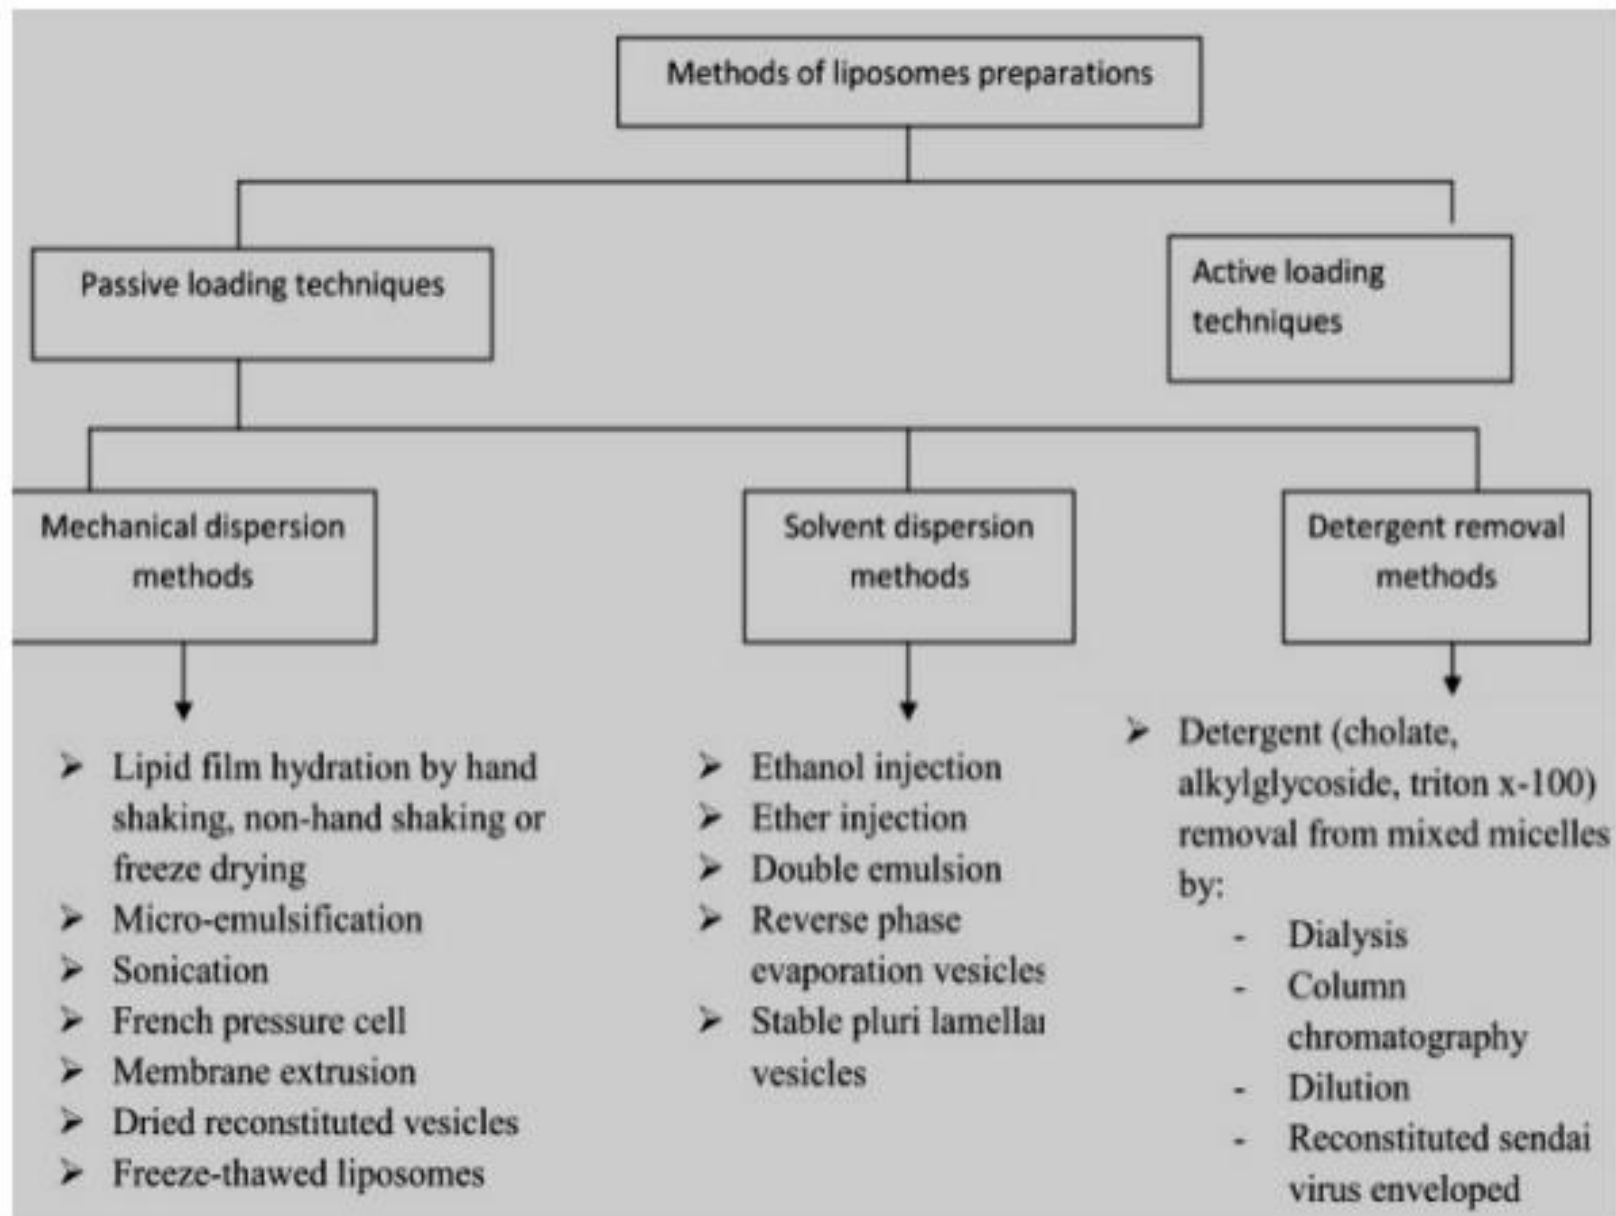 Methods of liposomes preparations
Passive loading techniques
Active loading
techniques
Mechanical dispersion
methods
Solvent dispersion
methods
Detergent removal
methods
➢ Lipid film hydration by hand
shaking, non-hand shaking or
freeze drying
➢ Micro-emulsification
➢ Sonication
➢ French pressure cell
➢ Membrane extrusion
➢ Dried reconstituted vesicles
➢ Freeze-thawed liposomes
➢ Ethanol injection
➢ Ether injection
➢ Double emulsion
➢ Reverse phase
evaporation vesicles
➢ Stable pluri lamellar
vesicles
➢ Detergent (cholate,
alkylglycoside, triton x-100)
removal from mixed micelles
by:
- Dialysis
- Column
chromatography
- Dilution
- Reconstituted sendai
virus enveloped